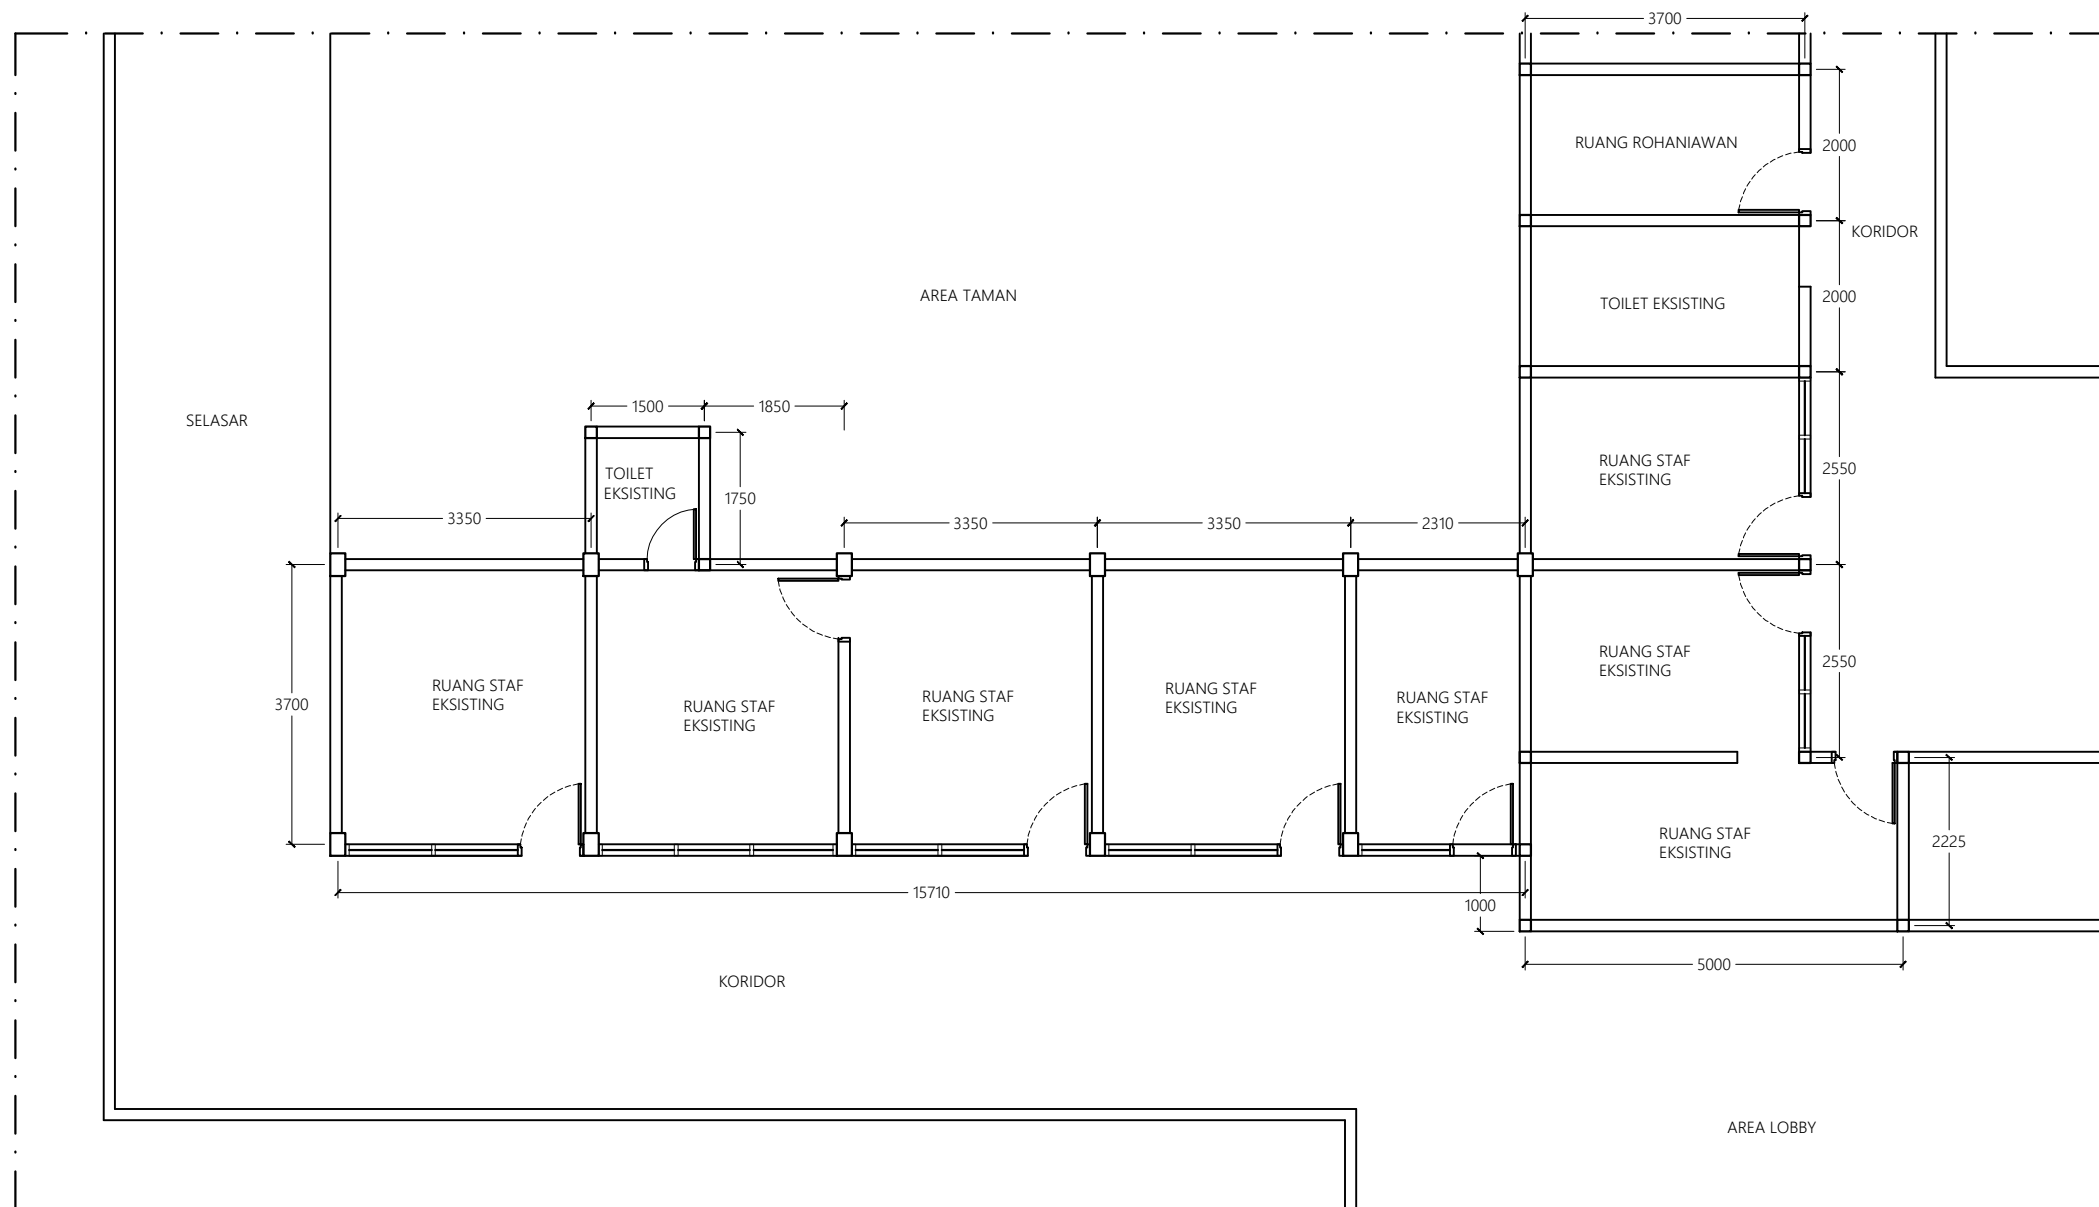 3700
RUANG ROHANIAWAN
2000
KORIDOR
AREA TAMAN
2000
TOILET EKSISTING
1500
1850
SELASAR
RUANG STAF
EKSISTING
2550
TOILET
EKSISTING
1750
3350
3350
3350
2310
RUANG STAF
EKSISTING
2550
RUANG STAF
EKSISTING
RUANG STAF
EKSISTING
RUANG STAF
EKSISTING
RUANG STAF
EKSISTING
RUANG STAF
EKSISTING
3700
RUANG STAF
EKSISTING
2225
15710
1000
5000
KORIDOR
AREA LOBBY